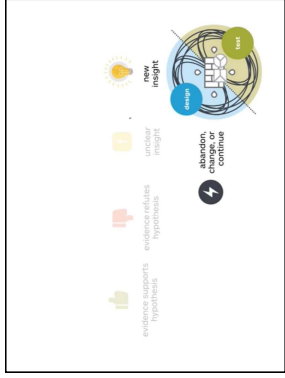 evidence supports
hypothesis
evidence refutes
hypothesis
unclear
insight
new
insight
abandon,
change, or
continue
design
test